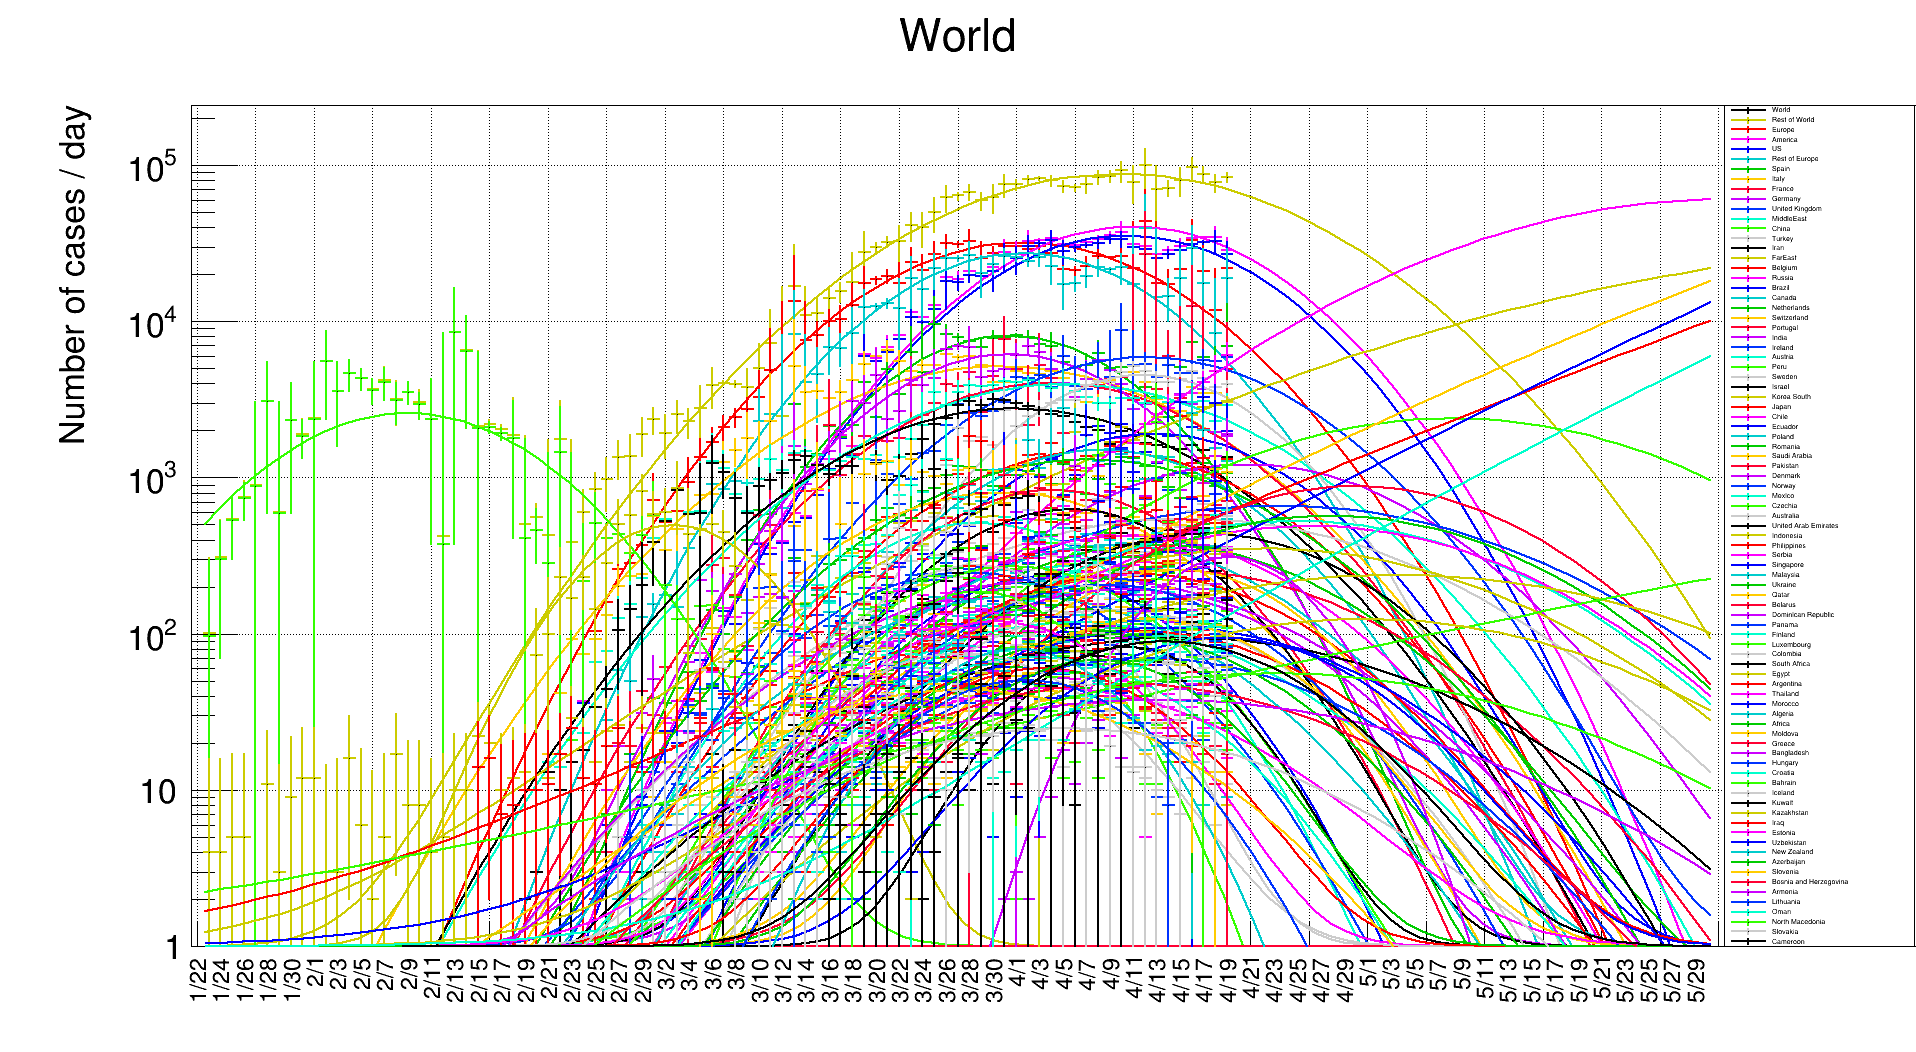 World
Number of cases / day
10^5
10^4
10^3
10^2
10
1
1/22 1/24 1/26 1/28 1/30 2/1 2/3 2/5 2/7 2/9 2/11 2/13 2/15 2/17 2/19 2/21 2/23 2/25 2/27 2/29 3/2 3/4 3/6 3/8 3/10 3/12 3/14 3/16 3/18 3/20 3/22 3/24 3/26 3/28 3/30 4/1 4/3 4/5 4/7 4/9 4/11 4/13 4/15 4/17 4/19 4/21 4/23 4/25 4/27 4/29 5/1 5/3 5/5 5/7 5/9 5/11 5/13 5/15 5/17 5/19 5/21 5/23 5/25 5/27 5/29
World
Rest of World
Europe
America
US
Rest of Europe
Spain
Italy
France
Germany
United Kingdom
MiddleEast
China
Turkey
Iran
FarEast
Belgium
Russia
Brazil
Canada
Netherlands
Switzerland
Portugal
India
Ireland
Austria
Peru
Sweden
Israel
Korea South
Japan
Chile
Ecuador
Poland
Romania
Saudi Arabia
Pakistan
Denmark
Norway
Mexico
Czechia
Australia
United Arab Emirates
Indonesia
Philippines
Serbia
Singapore
Malaysia
Ukraine
Qatar
Belarus
Dominican Republic
Panama
Finland
Luxembourg
Colombia
South Africa
Egypt
Argentina
Thailand
Morocco
Algeria
Africa
Moldova
Greece
Bangladesh
Hungary
Croatia
Bahrain
Iceland
Kuwait
Kazakhstan
Iraq
Estonia
Uzbekistan
New Zealand
Azerbaijan
Slovenia
Bosnia and Herzegovina
Armenia
Lithuania
Oman
North Macedonia
Slovakia
Cameroon